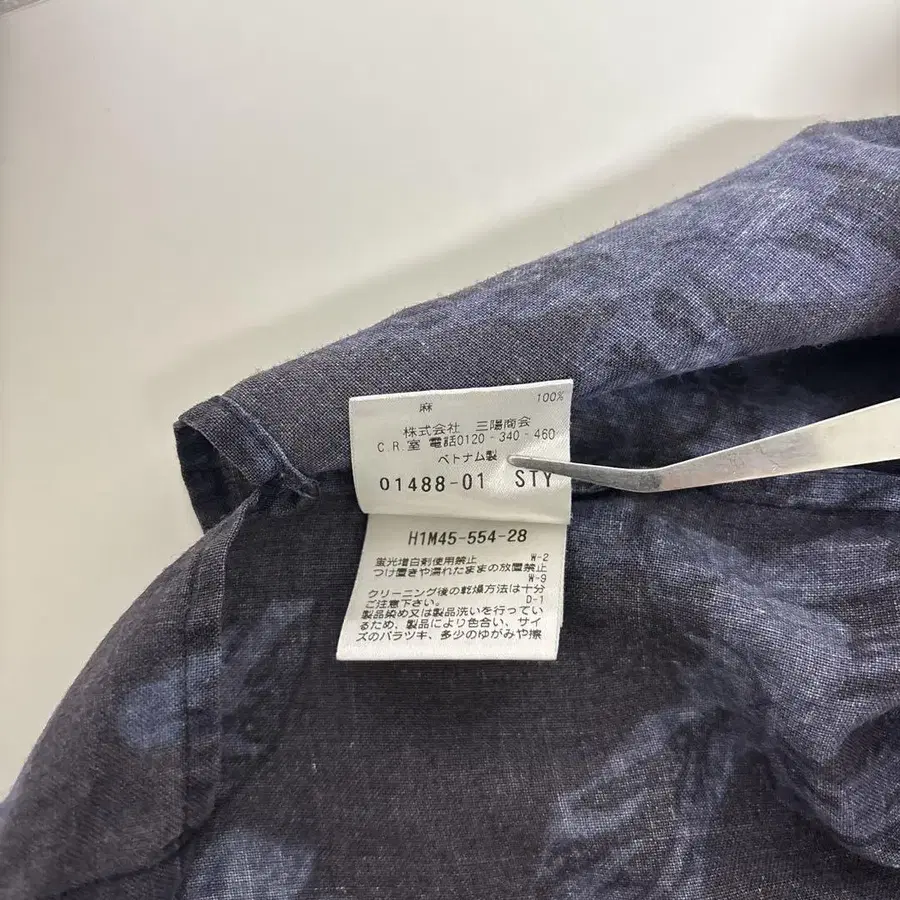 麻 100%
株式会社 三陽商会
C.R.室 電話0120-340-460
ベトナム製
01488-01 STY
H1M45-554-28
蛍光増白剤使用禁止 W-2
つけ置きや濡れたままの放置禁止
W-9
クリーニング後の乾燥方法は十分
ご注意下さい。 D-1
製品染め又は製品洗いを行ってい
るため、製品により色合い、サイ
ズのバラツキ、多少のゆがみや擦